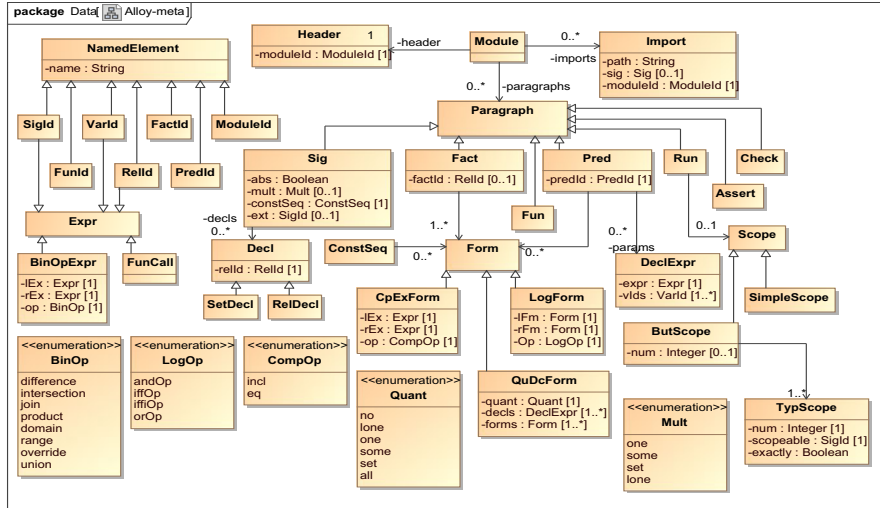 package Data[ Alloy-meta]
NamedElement
-name : String
Header 1
-moduleId : ModuleId [1]
-header
Module
0..*
-imports
Import
-path : String
-sig : Sig [0..1]
-moduleId : ModuleId [1]
0..*
-paragraphs
Paragraph
SigId
VarId
FactId
ModuleId
FunId
RelId
PredId
Expr
BinOpExpr
-lEx : Expr [1]
-rEx : Expr [1]
-op : BinOp [1]
FunCall
Sig
-abs : Boolean
-mult : Mult [0..1]
-constSeq : ConstSeq [1]
-ext : SigId [0..1]
Fact
-factId : RelId [0..1]
Pred
-predId : PredId [1]
Run
Check
Assert
Fun
-decls
0..*
Decl
-relId : RelId [1]
SetDecl
RelDecl
1..*
ConstSeq
0..*
Form
0..*
0..*
-params
DeclExpr
-expr : Expr [1]
-vIds : VarId [1..*]
0..1
Scope
SimpleScope
ButScope
-num : Integer [0..1]
CpExForm
-lEx : Expr [1]
-rEx : Expr [1]
-op : CompOp [1]
LogForm
-lFm : Form [1]
-rFm : Form [1]
-Op : LogOp [1]
<<enumeration>>
BinOp
difference
intersection
join
product
domain
range
override
union
<<enumeration>>
LogOp
andOp
iffOp
iffiOp
orOp
<<enumeration>>
CompOp
incl
eq
<<enumeration>>
Quant
no
lone
one
some
set
all
QuDcForm
-quant : Quant [1]
-decls : DeclExpr [1..*]
-forms : Form [1..*]
<<enumeration>>
Mult
one
some
set
lone
1..*
TypScope
-num : Integer [1]
-scopeable : SigId [1]
-exactly : Boolean